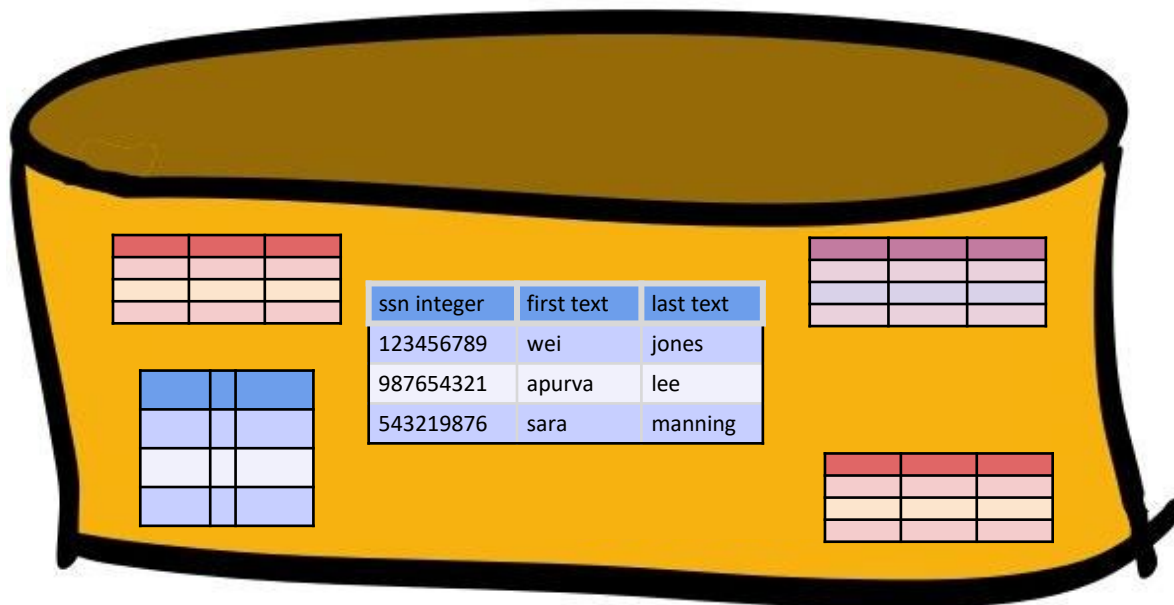 ssn integer first text last text
123456789 wei jones
987654321 apurva lee
543219876 sara manning